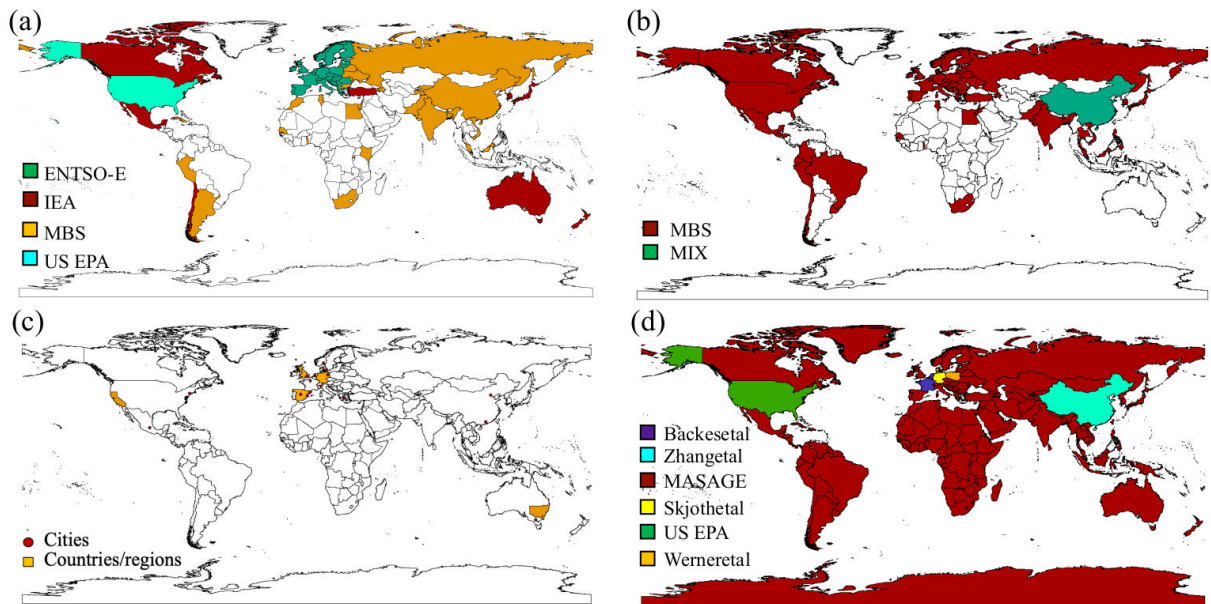 (a)
ENTSO-E
IEA
MBS
US EPA
(b)
MBS
MIX
(c)
Cities
Countries/regions
(d)
Backesetal
Zhangetal
MASAGE
Skjothetal
US EPA
Werneretal